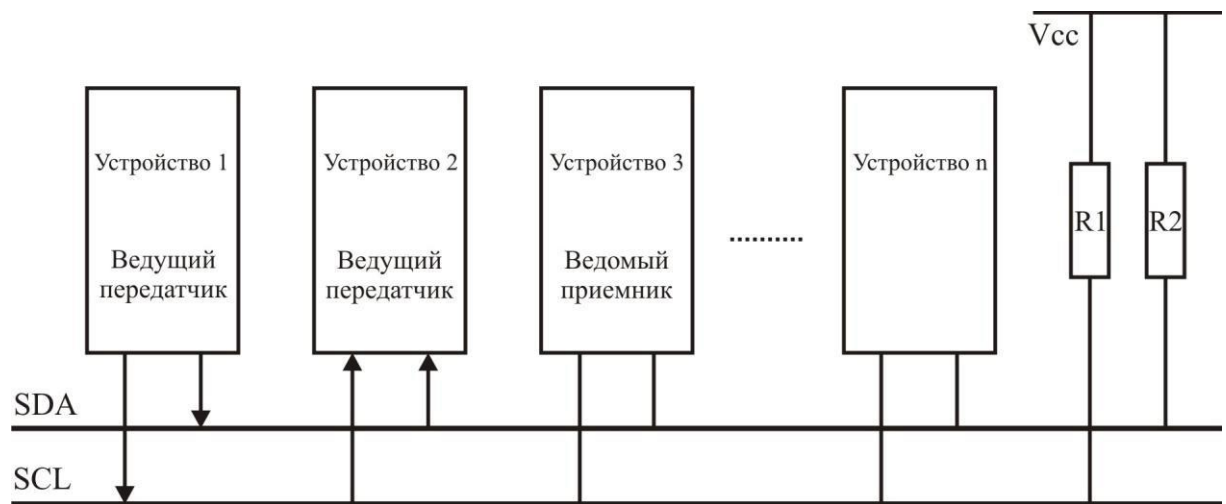 Vcc
Устройство 1
Ведущий
передатчик
Устройство 2
Ведущий
передатчик
Устройство 3
Ведомый
приемник
..........
Устройство n
R1
R2
SDA
SCL